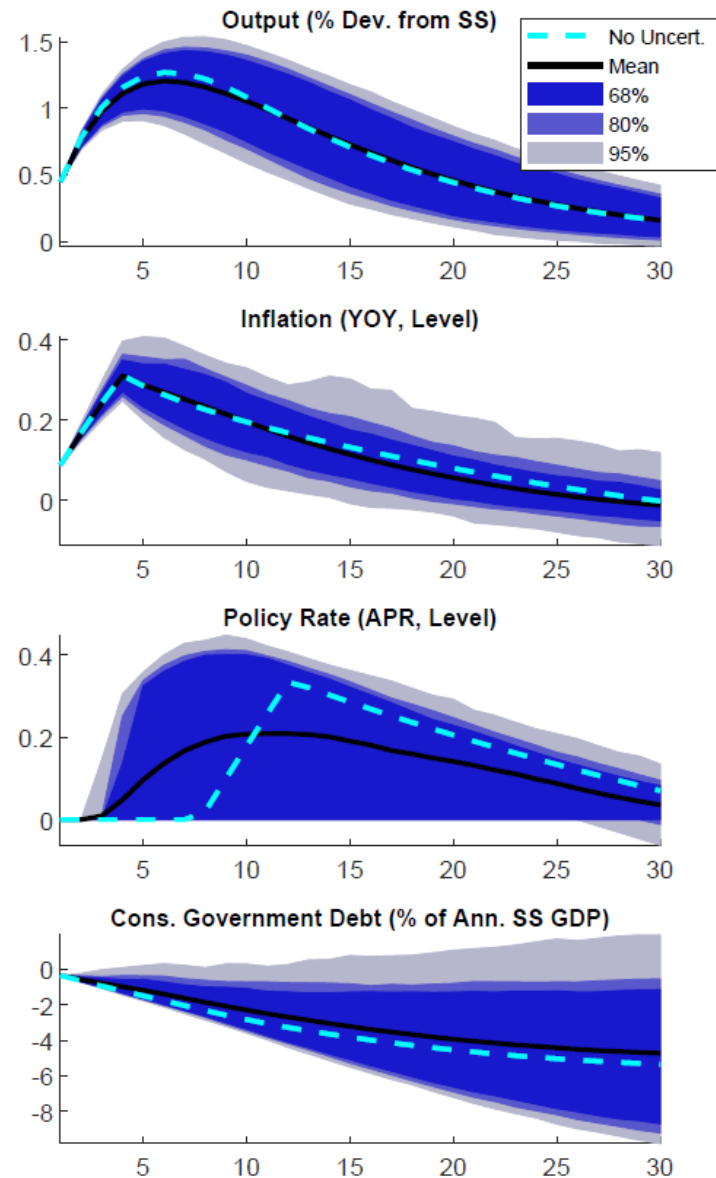 Output (% Dev. from SS)
No Uncert.
Mean
68%
80%
95%
1.5
1
0.5
0
5 10 15 20 25 30
Inflation (YOY, Level)
0.4
0.2
0
5 10 15 20 25 30
Policy Rate (APR, Level)
0.4
0.2
0
5 10 15 20 25 30
Cons. Government Debt (% of Ann. SS GDP)
0
-2
-4
-6
-8
5 10 15 20 25 30